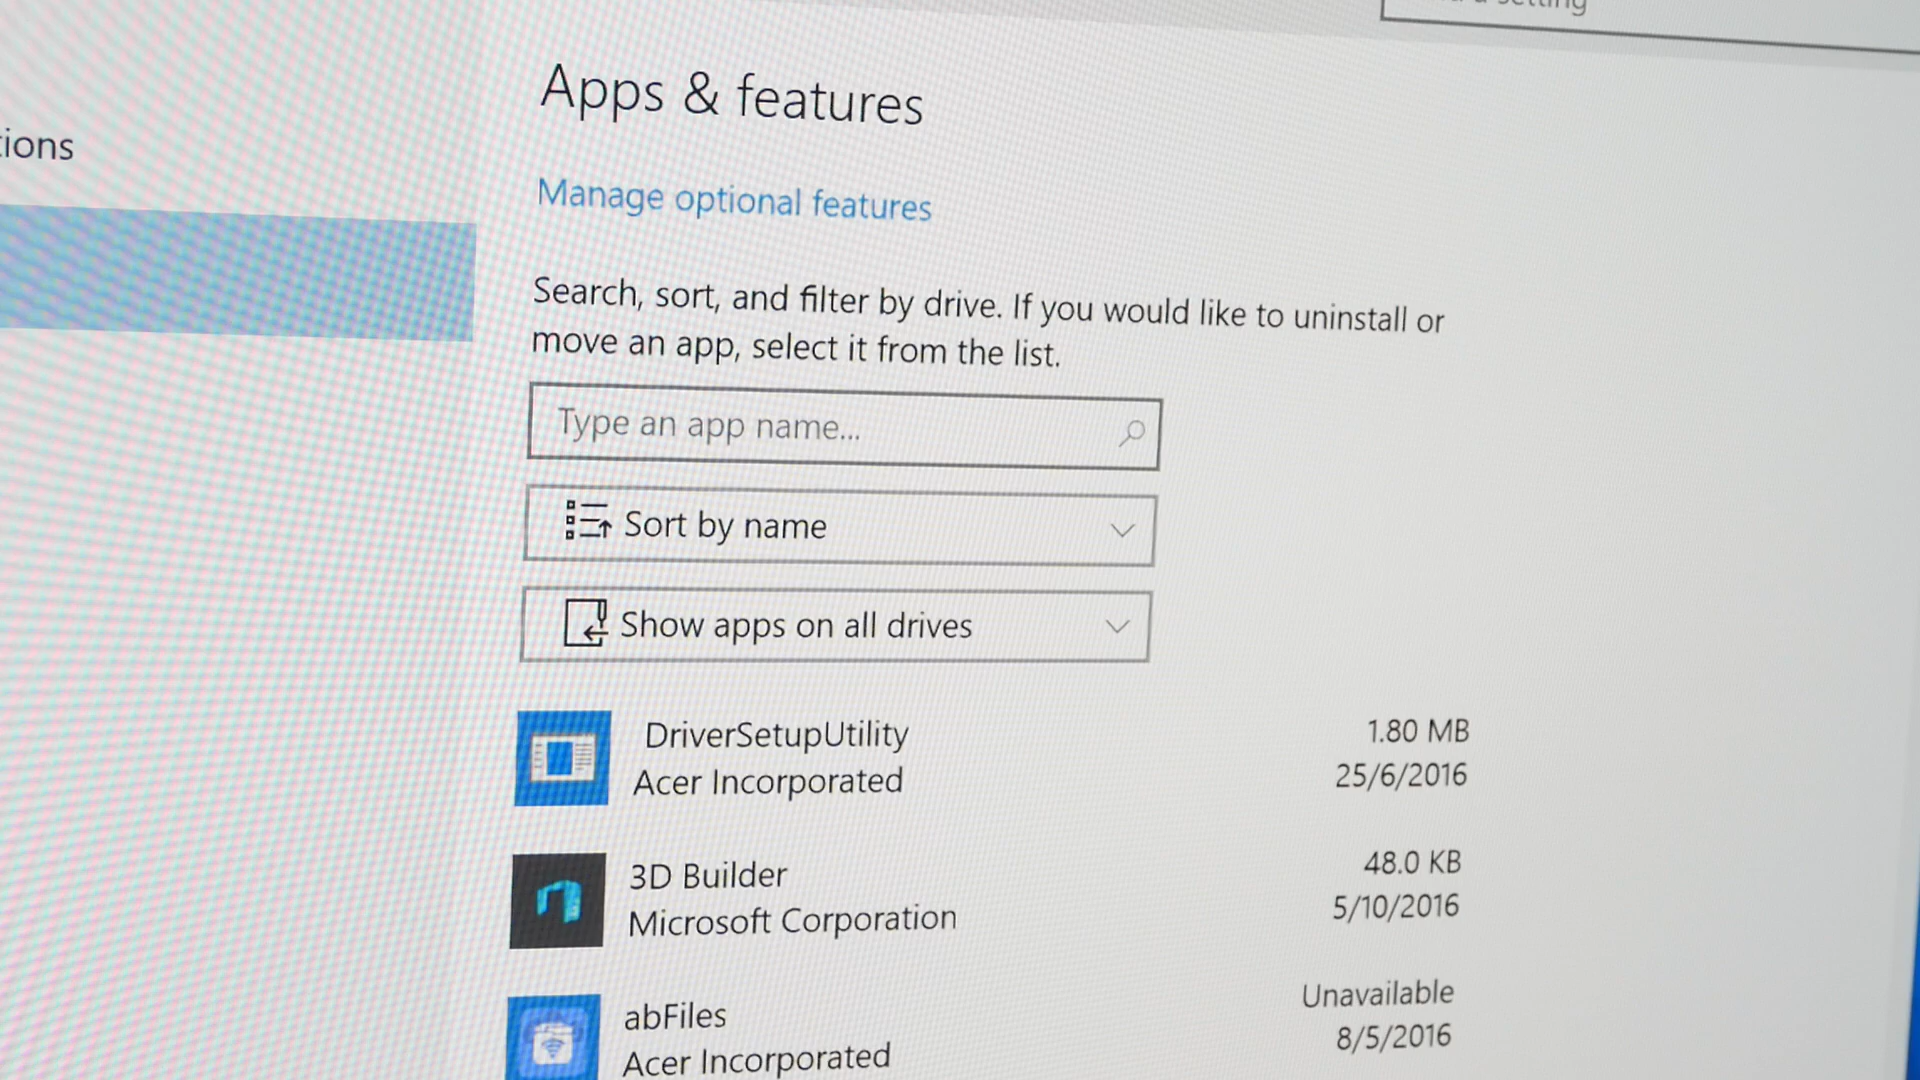 setting
Apps & features
tions
Manage optional features
Search, sort, and filter by drive. If you would like to uninstall or
move an app, select it from the list.
Type an app name...
Sort by name
Show apps on all drives
DriverSetupUtility
1.80 MB
Acer Incorporated
25/6/2016
3D Builder
48.0 KB
Microsoft Corporation
5/10/2016
abFiles
Unavailable
Acer Incorporated
8/5/2016